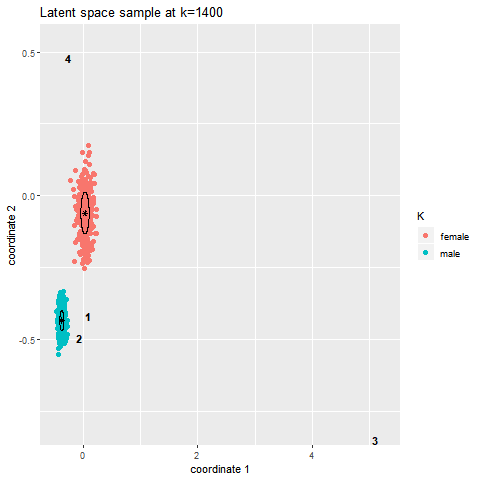 Latent space sample at k=1400
4
0.5
0.0
-0.5
1
2
3
0
2
4
coordinate 1
coordinate 2
K
female
male